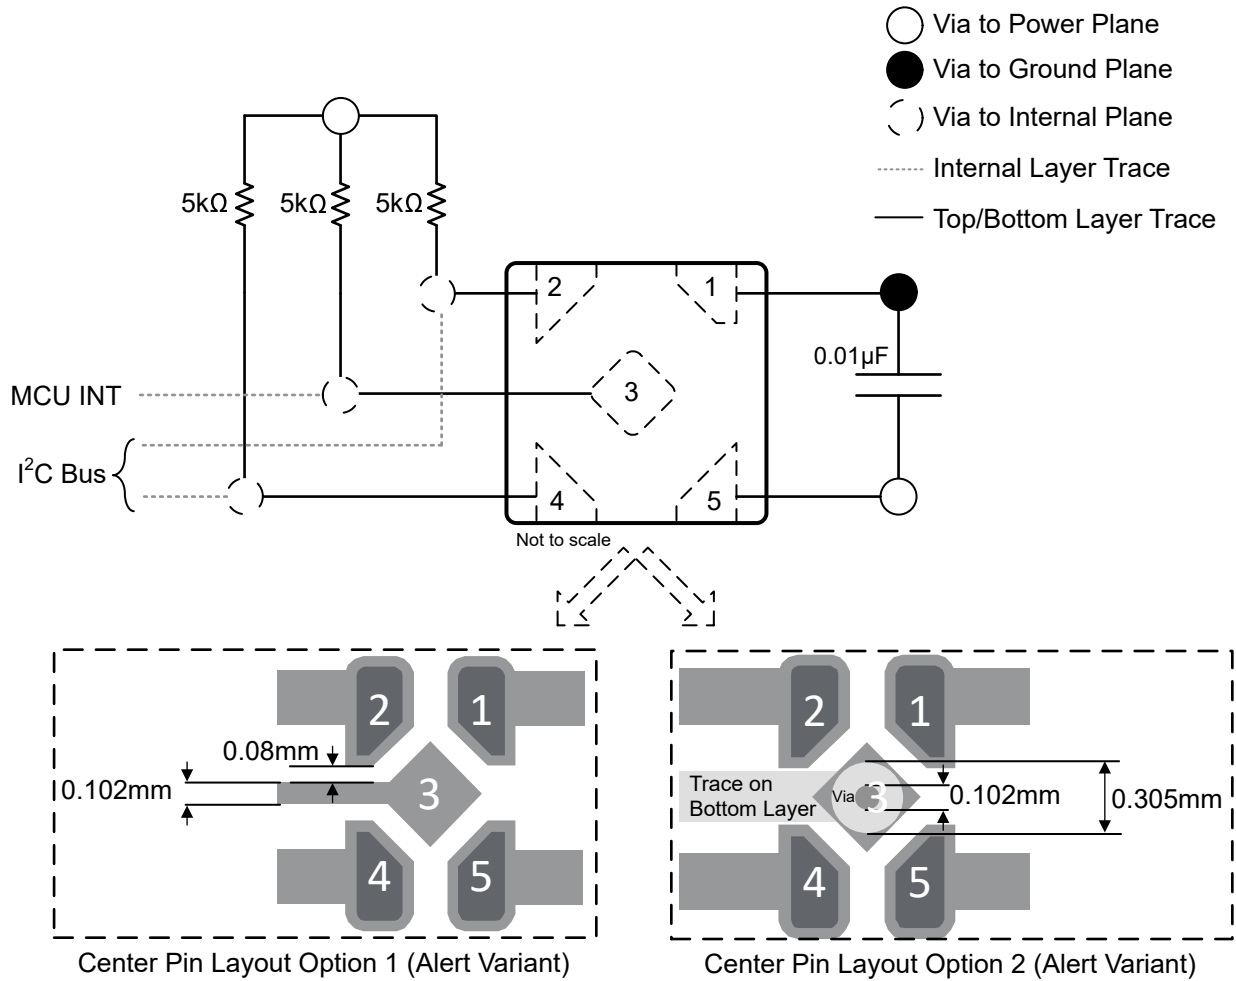 Via to Power Plane
Via to Ground Plane
Via to Internal Plane
Internal Layer Trace
Top/Bottom Layer Trace
5kΩ 5kΩ 5kΩ
2 1
0.01µF
MCU INT
3
I²C Bus
4 5
Not to scale
2 1
0.08mm
0.102mm
3
4 5
Center Pin Layout Option 1 (Alert Variant)
2 1
Trace on
Bottom Layer
Via 3
0.102mm
0.305mm
4 5
Center Pin Layout Option 2 (Alert Variant)